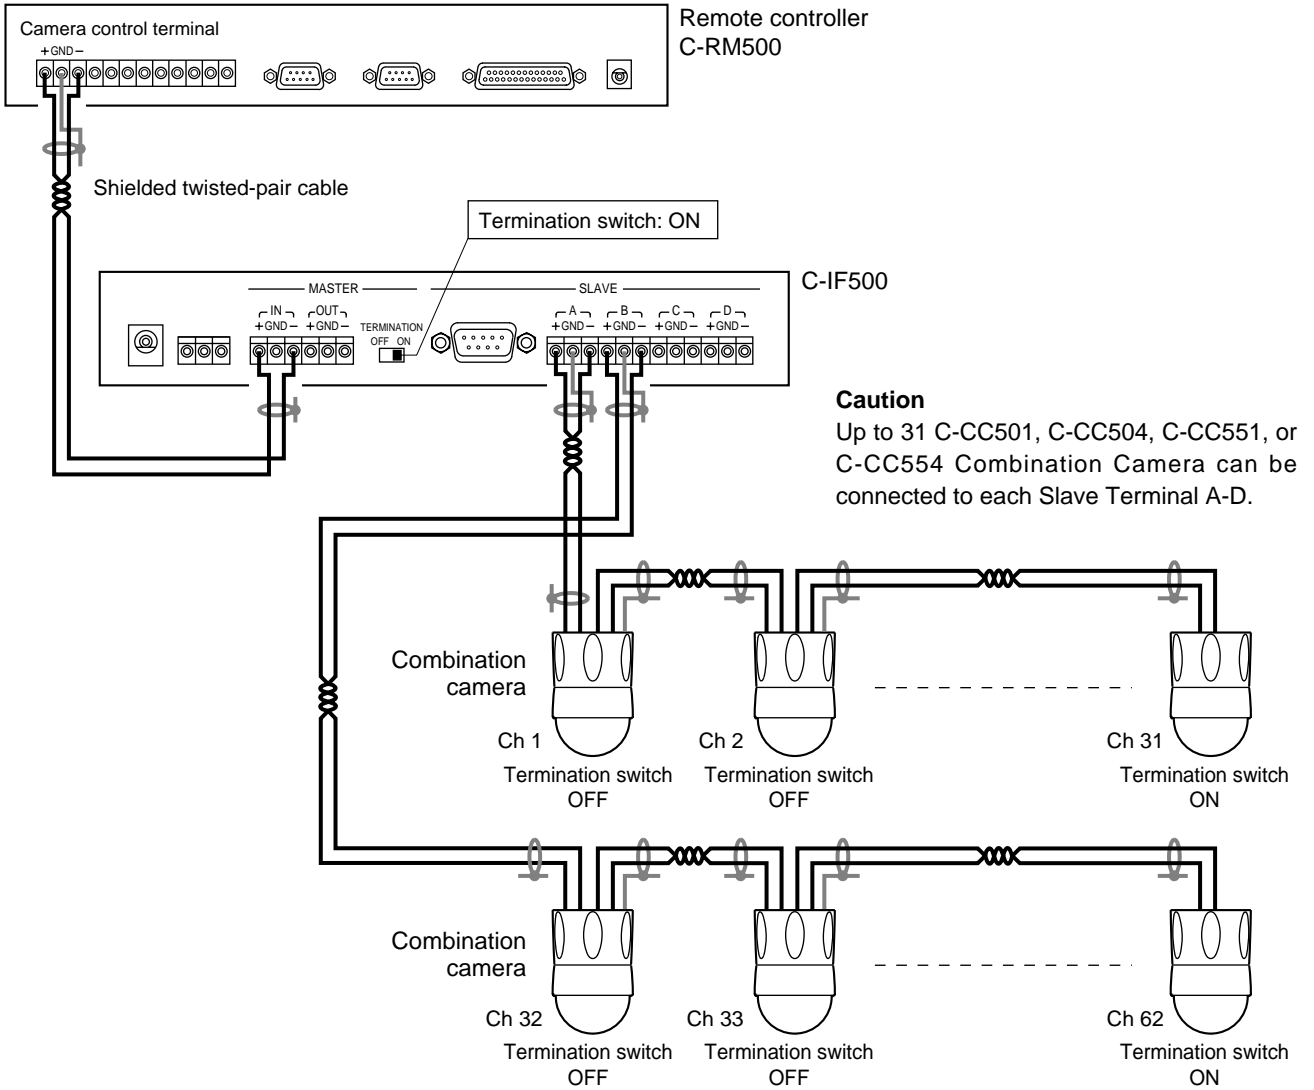 Camera control terminal
+ GND −
Remote controller
C-RM500
Shielded twisted-pair cable
Termination switch: ON
C-IF500
MASTER
SLAVE
IN
OUT
+ GND −
+ GND −
TERMINATION
OFF ON
A
B
C
D
+ GND −
+ GND −
+ GND −
+ GND −
Caution
Up to 31 C-CC501, C-CC504, C-CC551, or
C-CC554 Combination Camera can be
connected to each Slave Terminal A-D.
Combination
camera
Ch 1
Ch 2
Ch 31
Termination switch
OFF
Termination switch
OFF
Termination switch
ON
Combination
camera
Ch 32
Ch 33
Ch 62
Termination switch
OFF
Termination switch
OFF
Termination switch
ON